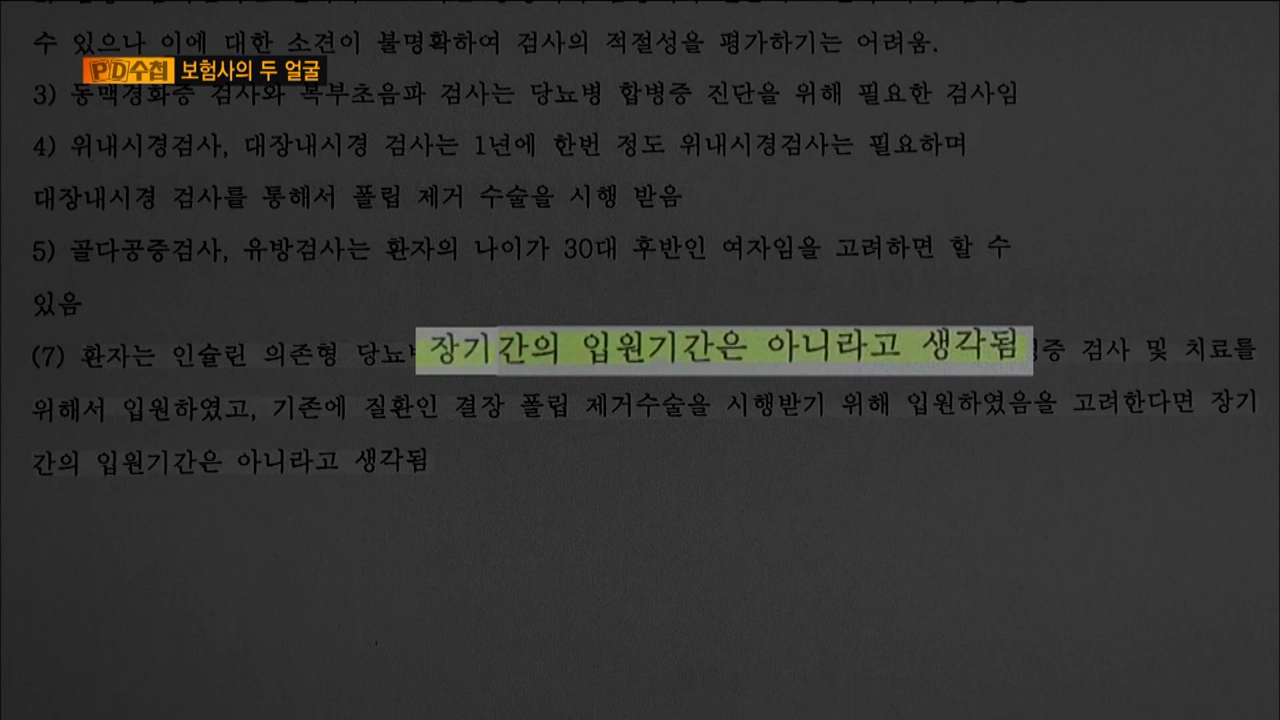 수 있으나 이에 대한 소견이 불명확하여 검사의 적절성을 평가하기는 어려움.
PD수첩 보험사의 두 얼굴
3) 동맥경화증 검사와 복부초음파 검사는 당뇨병 합병증 진단을 위해 필요한 검사임
4) 위내시경검사, 대장내시경 검사는 1년에 한번 정도 위내시경검사는 필요하며
대장내시경 검사를 통해서 폴립 제거 수술을 시행 받음
5) 골다공증검사, 유방검사는 환자의 나이가 30대 후반인 여자임을 고려하면 할 수
있음
장기간의 입원기간은 아니라고 생각됨
(7) 환자는 인슐린 의존형 검사 및 치료를
위해서 입원하였고, 기존에 질환인 결장 폴립 제거수술을 시행받기 위해 입원하였음을 고려한다면 장기
간의 입원기간은 아니라고 생각됨